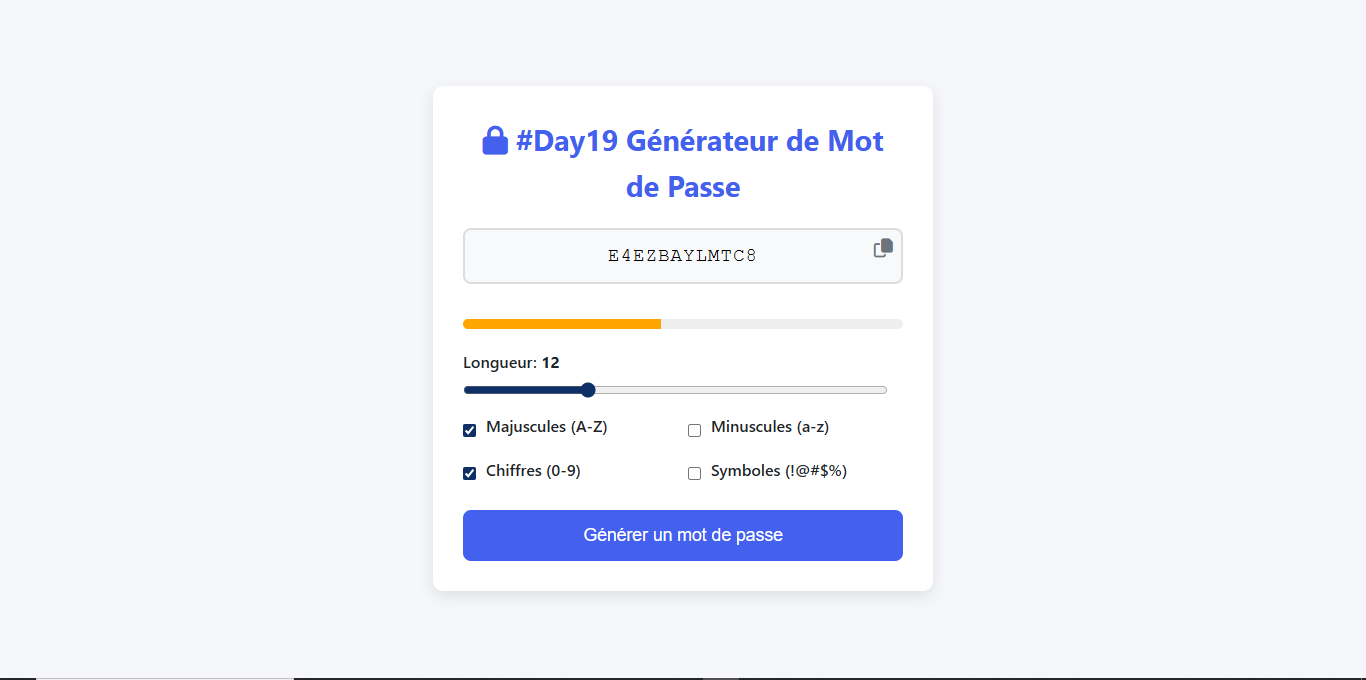 #Day19 Générateur de Mot
de Passe
E4EZBAYLMTC8
Longueur: 12
Majuscules (A-Z)
Minuscules (a-z)
Chiffres (0-9)
Symboles (!@#$%)
Générer un mot de passe